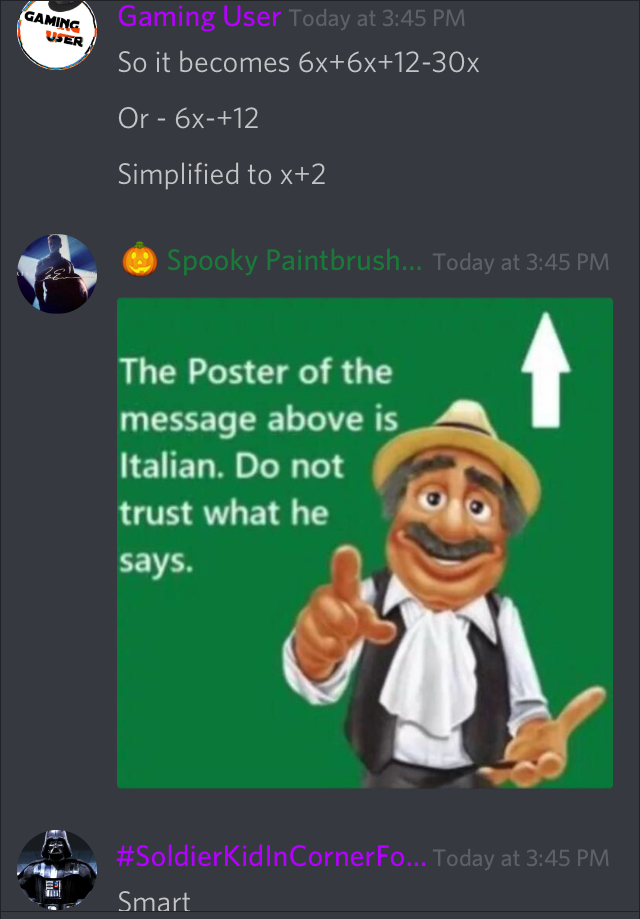 GAMING
USER
Gaming User Today at 3:45 PM
So it becomes 6x+6x+12-30x
Or - 6x-+12
Simplified to x+2
🎃 Spooky Paintbrush... Today at 3:45 PM
The Poster of the
message above is
Italian. Do not
trust what he
says.
#SoldierKidInCornerFo... Today at 3:45 PM
Smart